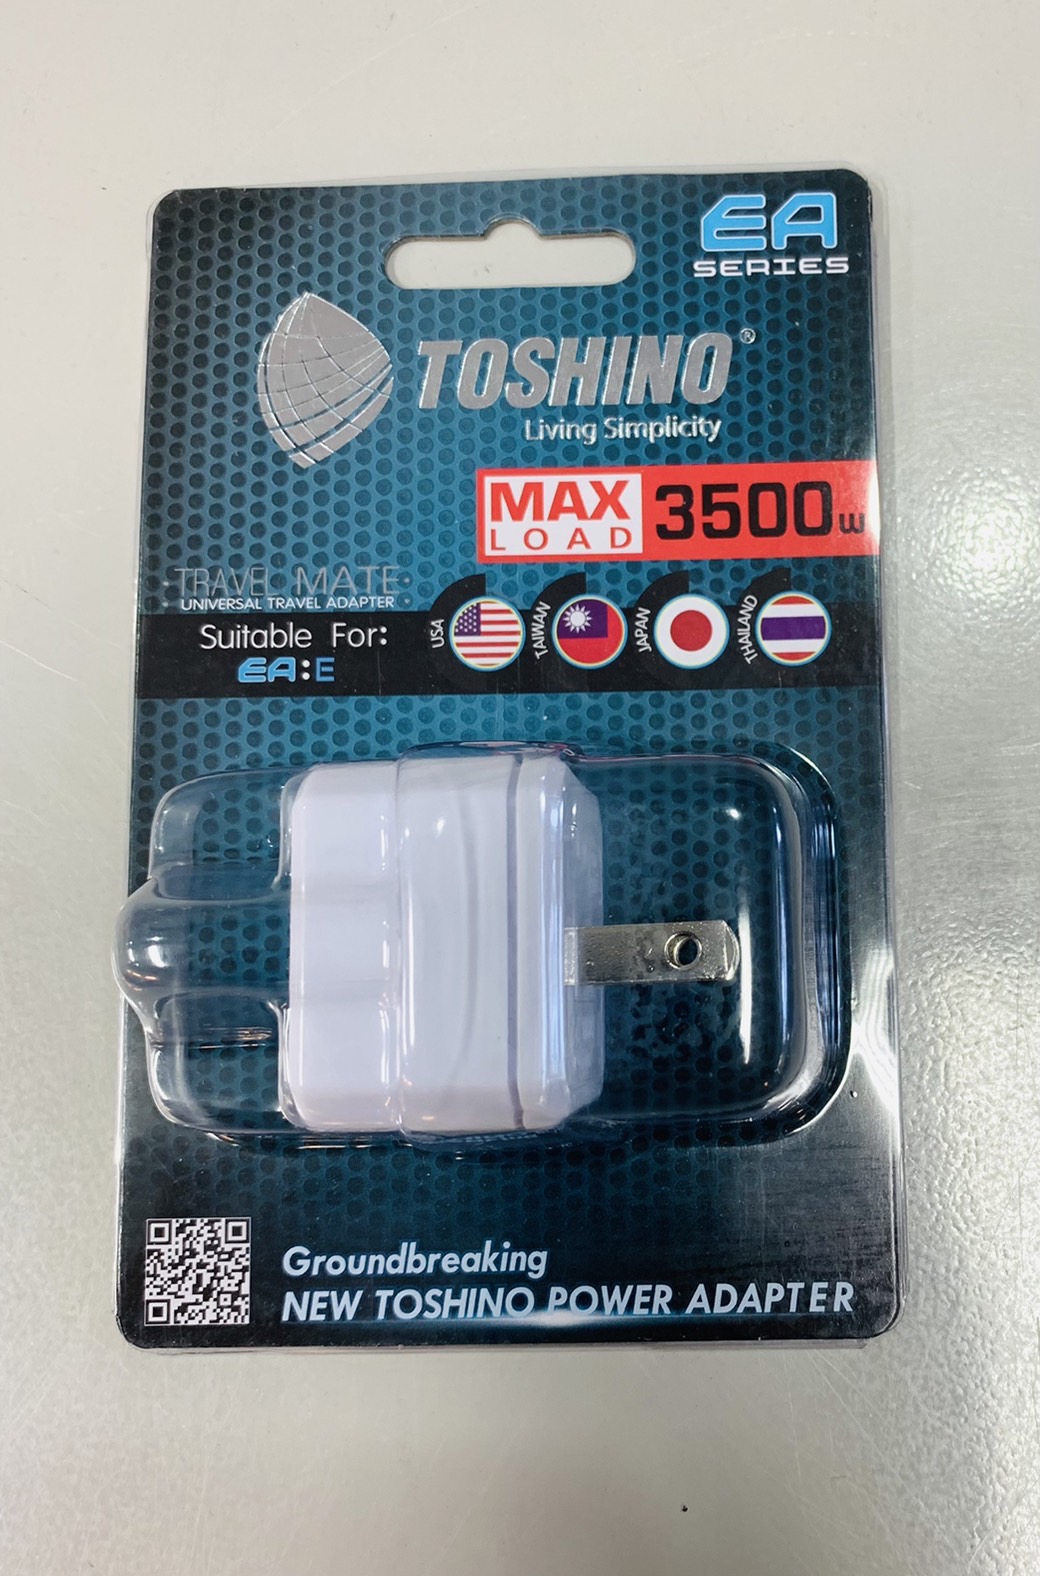 EA
SERIES
TOSHINO®
Living Simplicity
MAX
LOAD
3500w
TRAVEL MATE
UNIVERSAL TRAVEL ADAPTER
Suitable For:
EA:E
USA
TAIWAN
JAPAN
THAILAND
Groundbreaking
NEW TOSHINO POWER ADAPTER